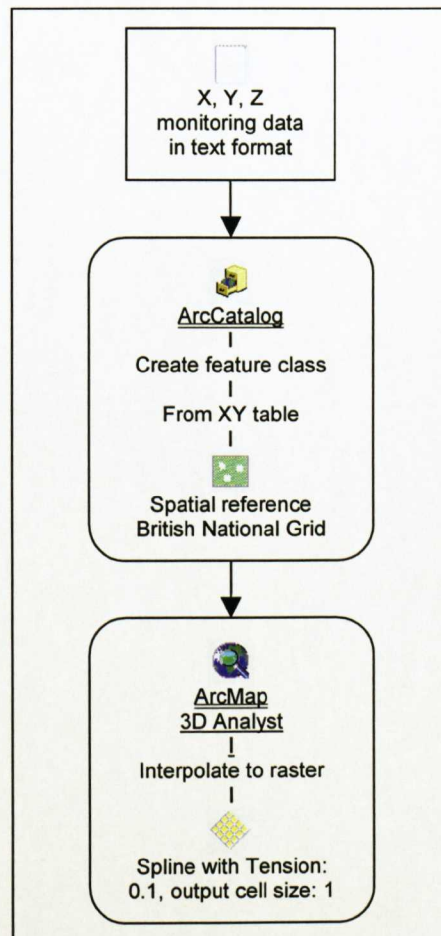 X, Y, Z
monitoring data
in text format
ArcCatalog
Create feature class
From XY table
Spatial reference
British National Grid
ArcMap
3D Analyst
Interpolate to raster
Spline with Tension:
0.1, output cell size: 1